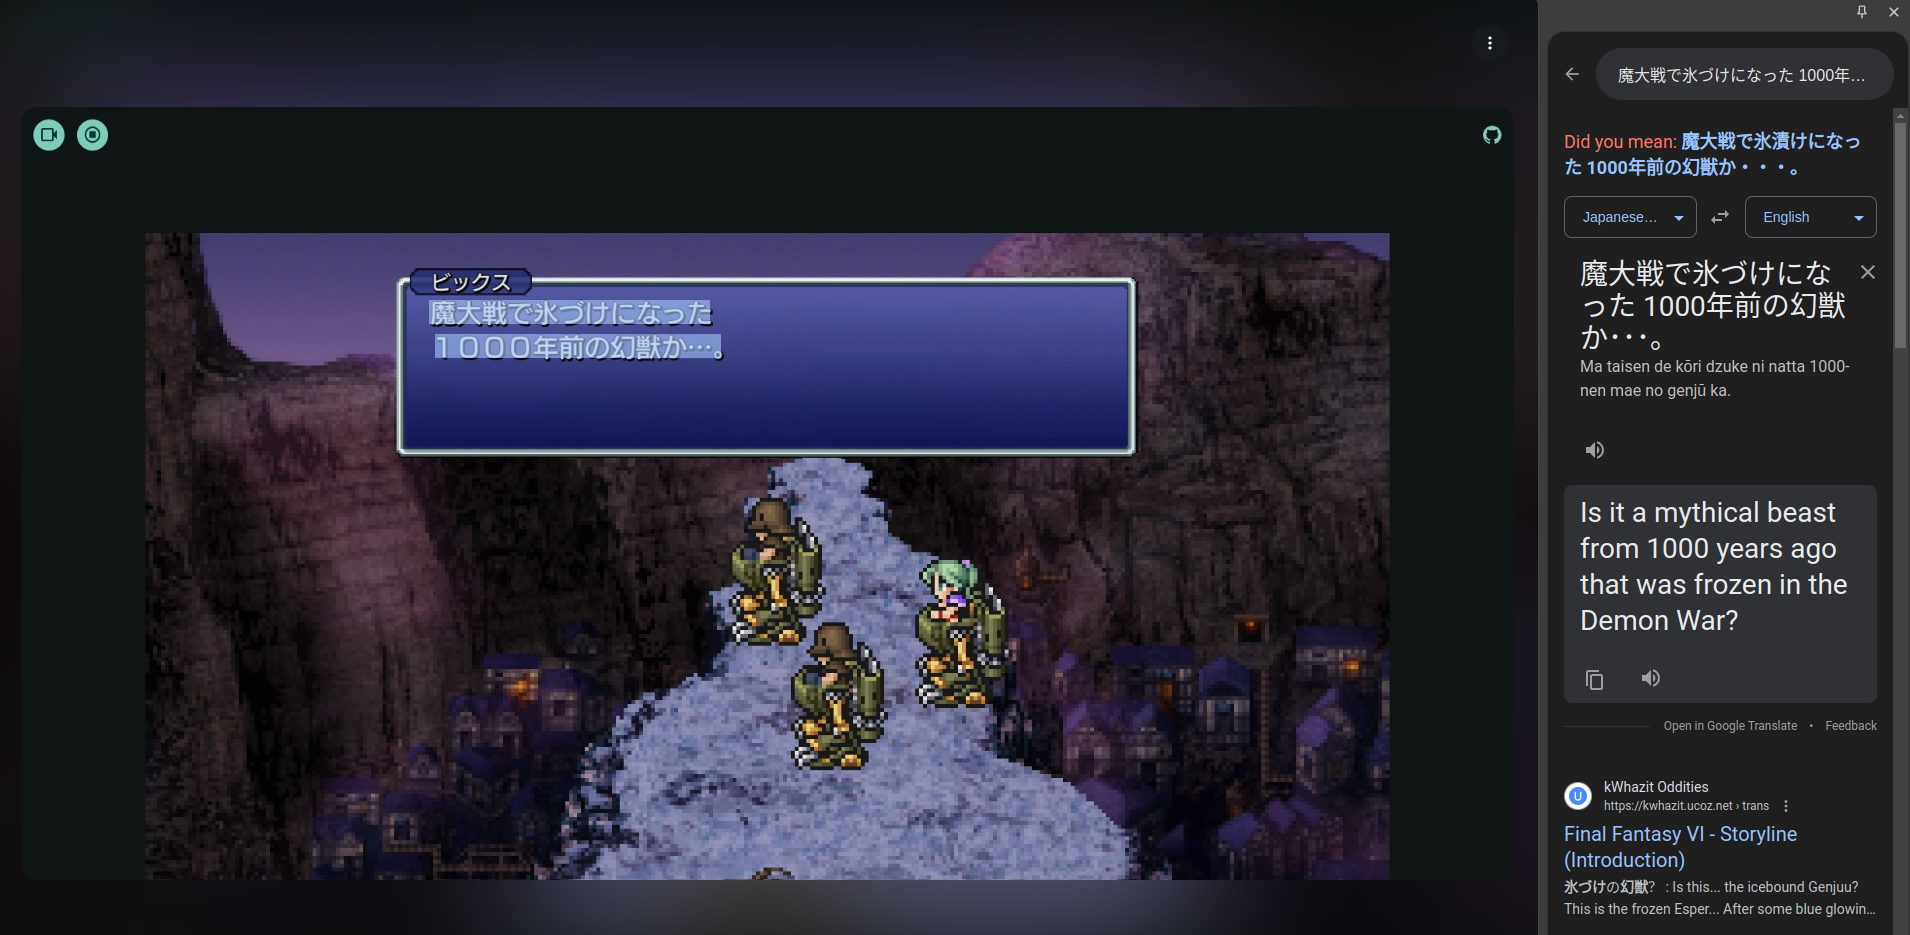 魔大戦で氷づけになった 1000年…
Did you mean: 魔大戦で氷漬けになっ
た 1000年前の幻獣か・・・。
Japanese…
English
ビックス
魔大戦で氷づけになった
１０００年前の幻獣か…。
魔大戦で氷づけにな
った 1000年前の幻獣
か･･･。
Ma taisen de kōri dzuke ni natta 1000-
nen mae no genjū ka.
Is it a mythical beast
from 1000 years ago
that was frozen in the
Demon War?
Open in Google Translate • Feedback
U
kWhazit Oddities
https://kwhazit.ucoz.net › trans
Final Fantasy VI - Storyline
(Introduction)
氷づけの幻獣? : Is this... the icebound Genjuu?
This is the frozen Esper... After some blue glowin…